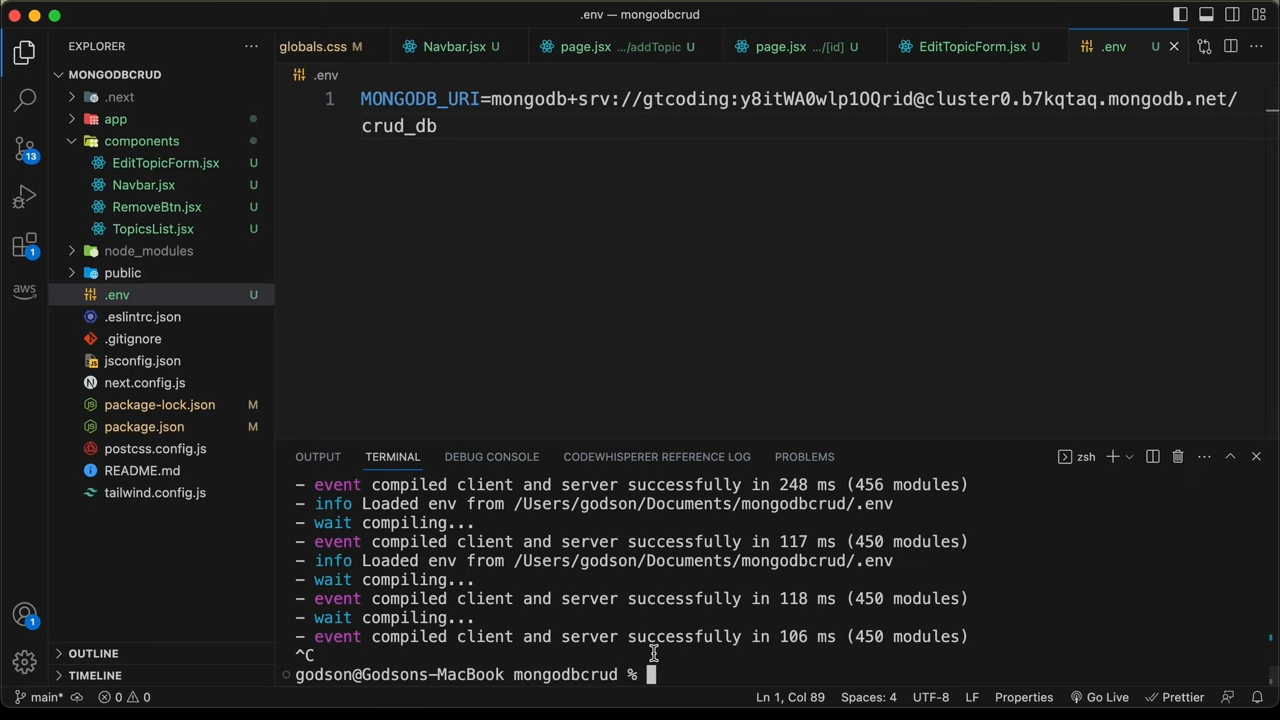 .env — mongodbcrud
EXPLORER
globals.css M
Navbar.jsx U
page.jsx .../addTopic U
page.jsx .../[id] U
EditTopicForm.jsx U
.env U
MONGODBCRUD
.env
.next
1 MONGODB_URI=mongodb+srv://gtcoding:y8itWA0wlp1OQrid@cluster0.b7kqtaq.mongodb.net/
crud_db
app
components
EditTopicForm.jsx U
Navbar.jsx U
RemoveBtn.jsx U
TopicsList.jsx U
node_modules
public
.env U
.eslintrc.json
.gitignore
jsconfig.json
next.config.js
package-lock.json M
package.json M
postcss.config.js
README.md
tailwind.config.js
13
1
aws
1
OUTPUT TERMINAL DEBUG CONSOLE CODEWHISPERER REFERENCE LOG PROBLEMS zsh
- event compiled client and server successfully in 248 ms (456 modules)
- info Loaded env from /Users/godson/Documents/mongodbcrud/.env
- wait compiling...
- event compiled client and server successfully in 117 ms (450 modules)
- info Loaded env from /Users/godson/Documents/mongodbcrud/.env
- wait compiling...
- event compiled client and server successfully in 118 ms (450 modules)
- wait compiling...
- event compiled client and server successfully in 106 ms (450 modules)
^C
godson@Godsons-MacBook mongodbcrud %
OUTLINE
TIMELINE
main* 0 0 Ln 1, Col 89 Spaces: 4 UTF-8 LF Properties Go Live Prettier